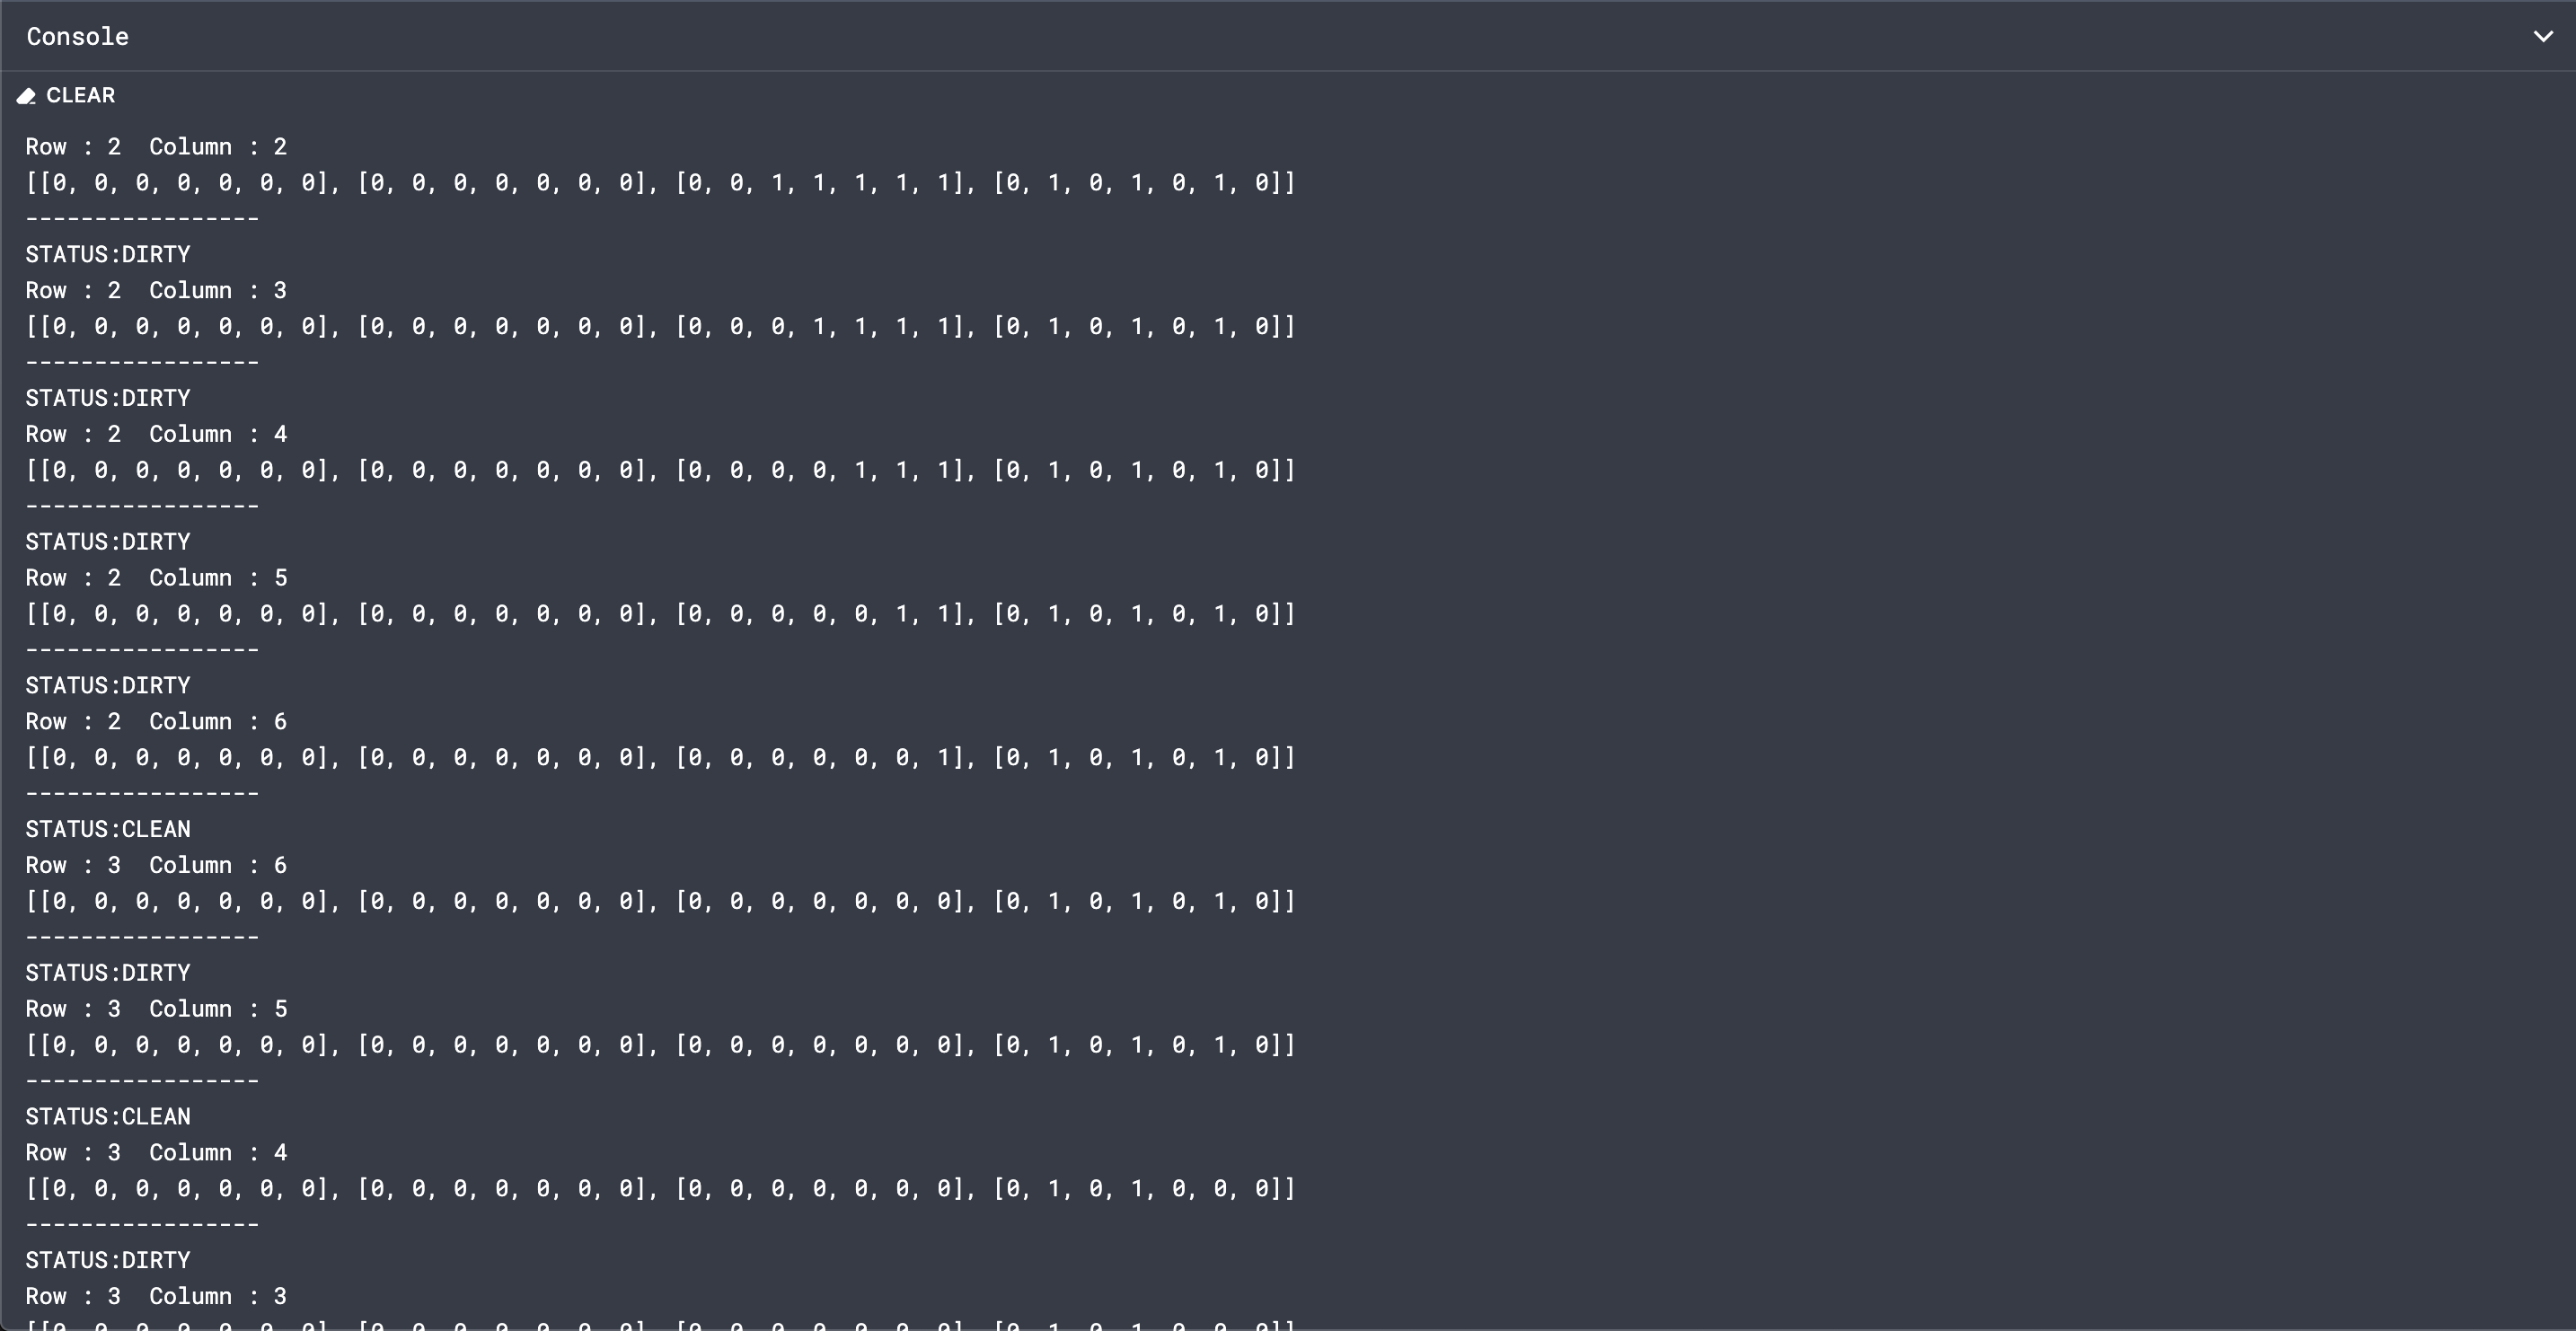 Console
CLEAR
Row : 2  Column : 2
[[0, 0, 0, 0, 0, 0, 0], [0, 0, 0, 0, 0, 0, 0], [0, 0, 1, 1, 1, 1, 1], [0, 1, 0, 1, 0, 1, 0]]
-----------------
STATUS:DIRTY
Row : 2  Column : 3
[[0, 0, 0, 0, 0, 0, 0], [0, 0, 0, 0, 0, 0, 0], [0, 0, 0, 1, 1, 1, 1], [0, 1, 0, 1, 0, 1, 0]]
-----------------
STATUS:DIRTY
Row : 2  Column : 4
[[0, 0, 0, 0, 0, 0, 0], [0, 0, 0, 0, 0, 0, 0], [0, 0, 0, 0, 1, 1, 1], [0, 1, 0, 1, 0, 1, 0]]
-----------------
STATUS:DIRTY
Row : 2  Column : 5
[[0, 0, 0, 0, 0, 0, 0], [0, 0, 0, 0, 0, 0, 0], [0, 0, 0, 0, 0, 1, 1], [0, 1, 0, 1, 0, 1, 0]]
-----------------
STATUS:DIRTY
Row : 2  Column : 6
[[0, 0, 0, 0, 0, 0, 0], [0, 0, 0, 0, 0, 0, 0], [0, 0, 0, 0, 0, 0, 1], [0, 1, 0, 1, 0, 1, 0]]
-----------------
STATUS:CLEAN
Row : 3  Column : 6
[[0, 0, 0, 0, 0, 0, 0], [0, 0, 0, 0, 0, 0, 0], [0, 0, 0, 0, 0, 0, 0], [0, 1, 0, 1, 0, 1, 0]]
-----------------
STATUS:DIRTY
Row : 3  Column : 5
[[0, 0, 0, 0, 0, 0, 0], [0, 0, 0, 0, 0, 0, 0], [0, 0, 0, 0, 0, 0, 0], [0, 1, 0, 1, 0, 1, 0]]
-----------------
STATUS:CLEAN
Row : 3  Column : 4
[[0, 0, 0, 0, 0, 0, 0], [0, 0, 0, 0, 0, 0, 0], [0, 0, 0, 0, 0, 0, 0], [0, 1, 0, 1, 0, 0, 0]]
-----------------
STATUS:DIRTY
Row : 3  Column : 3